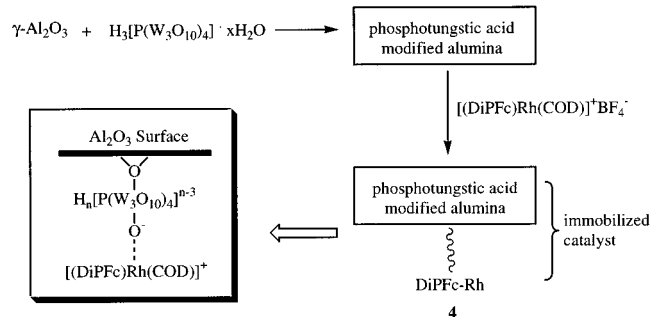 γ-Al₂O₃ + H₃[P(W₃O₁₀)₄] · xH₂O
phosphotungstic acid
modified alumina
[(DiPFc)Rh(COD)]⁺BF₄⁻
phosphotungstic acid
modified alumina
immobilized
catalyst
DiPFc-Rh
4
Al₂O₃ Surface
O
Hₙ[P(W₃O₁₀)₄]ⁿ⁻³
O⁻
[(DiPFc)Rh(COD)]⁺